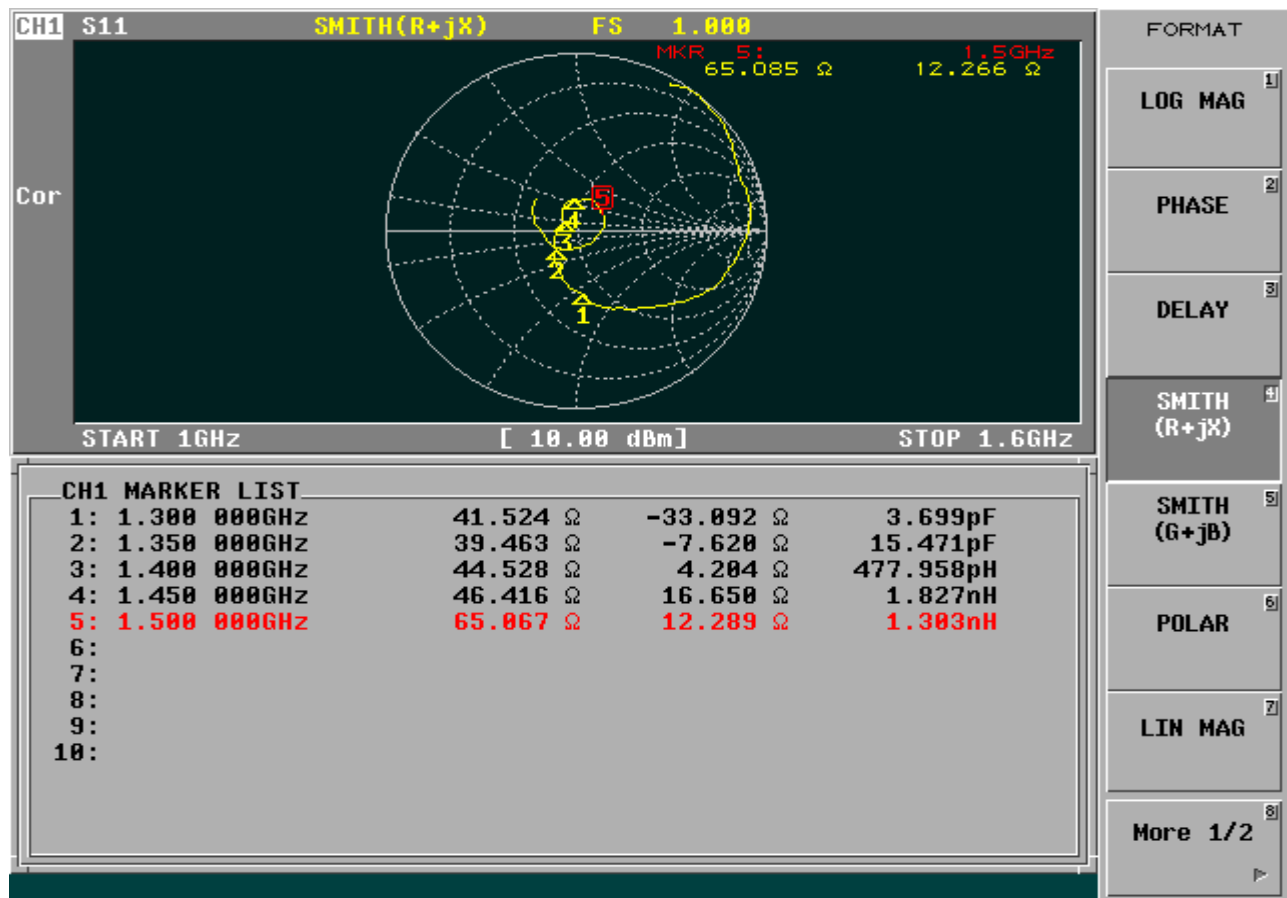 CH1 S11 SMITH(R+jX) FS 1.000
MKR 5: 1.5GHz
65.085 Ω 12.266 Ω
Cor
5
4
3
2
1
START 1GHz [ 10.00 dBm] STOP 1.6GHz
CH1 MARKER LIST
1: 1.300 000GHz 41.524 Ω -33.092 Ω 3.699pF
2: 1.350 000GHz 39.463 Ω -7.620 Ω 15.471pF
3: 1.400 000GHz 44.528 Ω 4.204 Ω 477.958pH
4: 1.450 000GHz 46.416 Ω 16.650 Ω 1.827nH
5: 1.500 000GHz 65.067 Ω 12.289 Ω 1.303nH
6:
7:
8:
9:
10:
FORMAT
1
LOG MAG
2
PHASE
3
DELAY
4
SMITH
(R+jX)
5
SMITH
(G+jB)
6
POLAR
7
LIN MAG
8
More 1/2